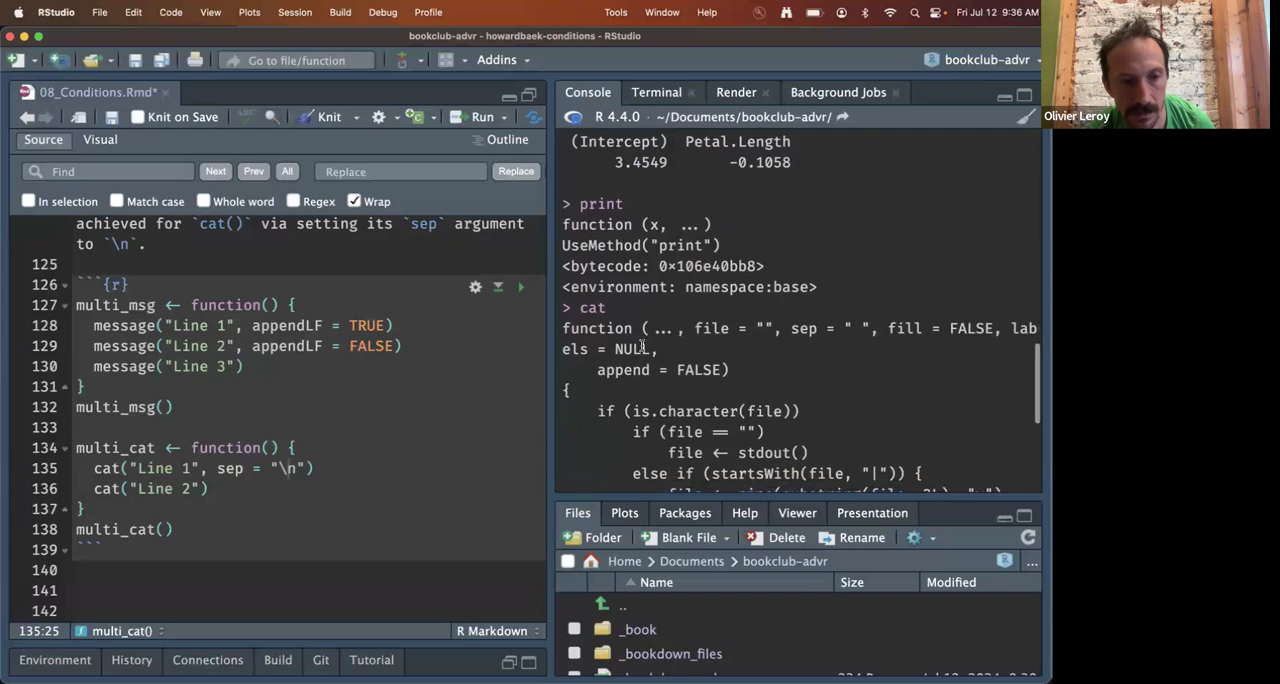 RStudio File Edit Code View Plots Session Build Debug Profile Tools Window Help Fri Jul 12 9:36 AM
bookclub-advr - howardbaek-conditions - RStudio
Go to file/function Addins bookclub-advr
08_Conditions.Rmd*
Knit on Save Knit Run
Source Visual Outline
Find Next Prev All Replace Replace
In selection Match case Whole word Regex Wrap
achieved for `cat()` via setting its `sep` argument
to `\n`.
125
126 ```{r}
127 multi_msg ← function() {
128 message("Line 1", appendLF = TRUE)
129 message("Line 2", appendLF = FALSE)
130 message("Line 3")
131 }
132 multi_msg()
133
134 multi_cat ← function() {
135 cat("Line 1", sep = "\n")
136 cat("Line 2")
137 }
138 multi_cat()
139 ```
140
141
142
135:25 multi_cat() R Markdown
Environment History Connections Build Git Tutorial
Console Terminal Render Background Jobs
R 4.4.0 · ~/Documents/bookclub-advr/
(Intercept) Petal.Length
3.4549 -0.1058
> print
function (x, ...)
UseMethod("print")
<bytecode: 0x106e40bb8>
<environment: namespace:base>
> cat
function (..., file = "", sep = " ", fill = FALSE, lab
els = NULL,
append = FALSE)
{
if (is.character(file))
if (file == "")
file ← stdout()
else if (startsWith(file, "|")) {
Files Plots Packages Help Viewer Presentation
Folder Blank File Delete Rename
Home Documents bookclub-advr ...
Name Size Modified
..
_book
_bookdown_files
Olivier Leroy